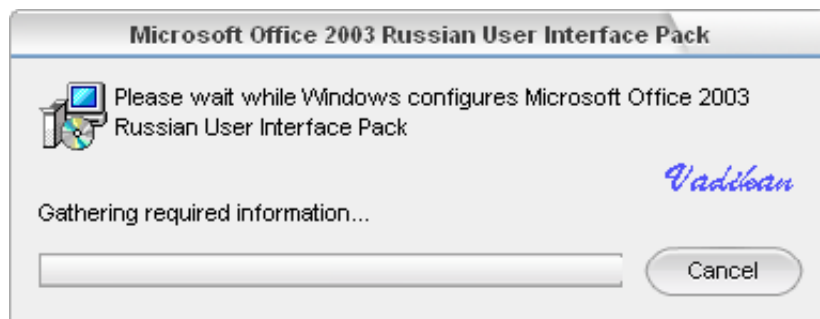 Microsoft Office 2003 Russian User Interface Pack
Please wait while Windows configures Microsoft Office 2003
Russian User Interface Pack
Vadikan
Gathering required information...
Cancel